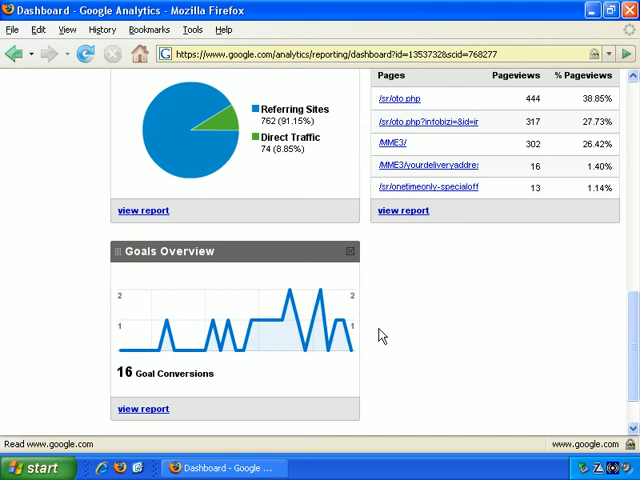 Dashboard - Google Analytics - Mozilla Firefox
File Edit View History Bookmarks Tools Help
https://www.google.com/analytics/reporting/dashboard?id=1353732&scid=768277
Pages Pageviews % Pageviews
Referring Sites
762 (91.15%)
Direct Traffic
74 (8.85%)
/sr/oto.php 444 38.85%
/sr/oto.php?infobizi=&id=ir 317 27.73%
/MME3/ 302 26.42%
/MME3/yourdeliveryaddre: 16 1.40%
/sr/onetimeonly-specialoff 13 1.14%
view report view report
Goals Overview
2 2
1 1
16 Goal Conversions
view report
Read www.google.com www.google.com
start Dashboard - Google ...